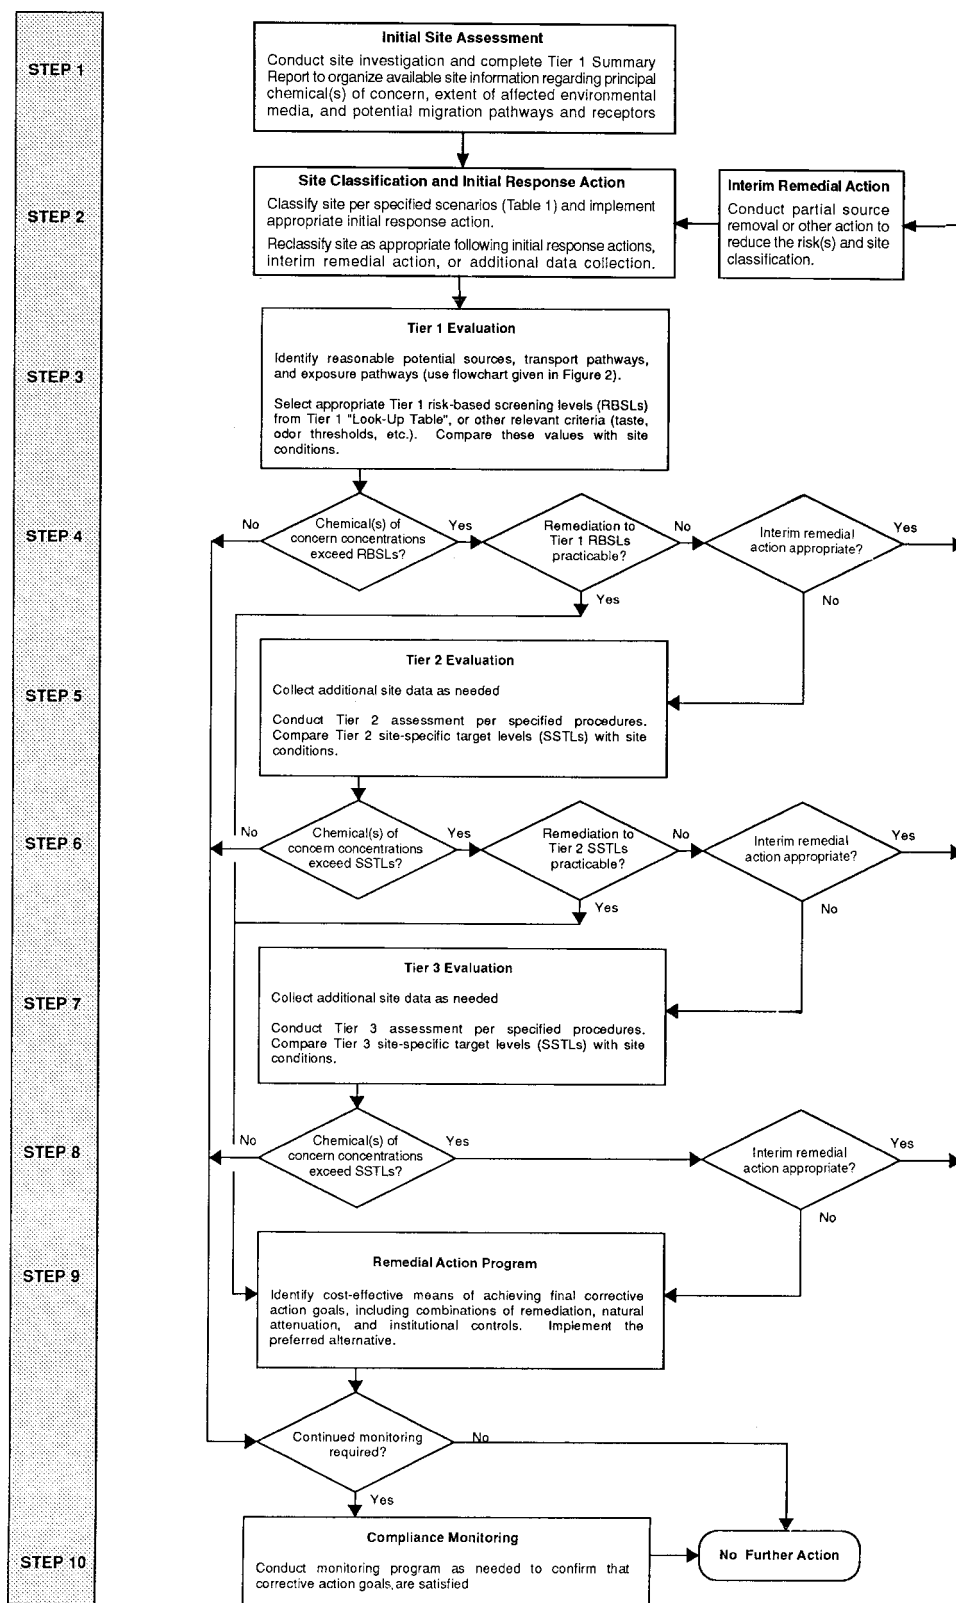 STEP 1
Initial Site Assessment
Conduct site investigation and complete Tier 1 Summary
Report to organize available site information regarding principal
chemical(s) of concern, extent of affected environmental
media, and potential migration pathways and receptors
STEP 2
Site Classification and Initial Response Action
Classify site per specified scenarios (Table 1) and implement
appropriate initial response action.
Reclassify site as appropriate following initial response actions,
interim remedial action, or additional data collection.
Interim Remedial Action
Conduct partial source
removal or other action to
reduce the risk(s) and site
classification.
STEP 3
Tier 1 Evaluation
Identify reasonable potential sources, transport pathways,
and exposure pathways (use flowchart given in Figure 2).
Select appropriate Tier 1 risk-based screening levels (RBSLs)
from Tier 1 "Look-Up Table", or other relevant criteria (taste,
odor thresholds, etc.). Compare these values with site
conditions.
STEP 4
No
Chemical(s) of
concern concentrations
exceed RBSLs?
Yes
Remediation to
Tier 1 RBSLs
practicable?
No
Interim remedial
action appropriate?
Yes
Yes
No
STEP 5
Tier 2 Evaluation
Collect additional site data as needed
Conduct Tier 2 assessment per specified procedures.
Compare Tier 2 site-specific target levels (SSTLs) with site
conditions.
STEP 6
No
Chemical(s) of
concern concentrations
exceed SSTLs?
Yes
Remediation to
Tier 2 SSTLs
practicable?
No
Interim remedial
action appropriate?
Yes
Yes
No
STEP 7
Tier 3 Evaluation
Collect additional site data as needed
Conduct Tier 3 assessment per specified procedures.
Compare Tier 3 site-specific target levels (SSTLs) with site
conditions.
STEP 8
No
Chemical(s) of
concern concentrations
exceed SSTLs?
Yes
Interim remedial
action appropriate?
Yes
No
STEP 9
Remedial Action Program
Identify cost-effective means of achieving final corrective
action goals, including combinations of remediation, natural
attenuation, and institutional controls. Implement the
preferred alternative.
Continued monitoring
required?
No
Yes
STEP 10
Compliance Monitoring
Conduct monitoring program as needed to confirm that
corrective action goals, are satisfied
No Further Action